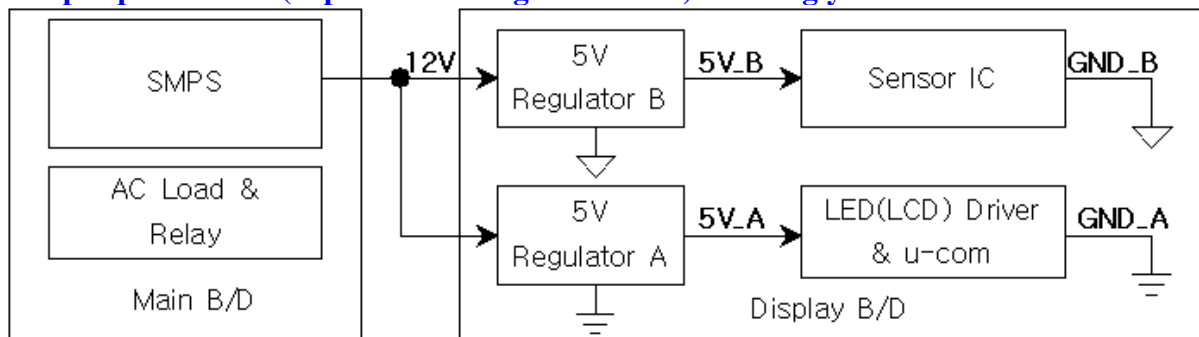 SMPS
AC Load &
Relay
Main B/D
12V
5V
Regulator B
5V_B
Sensor IC
GND_B
5V
Regulator A
5V_A
LED(LCD) Driver
& u-com
GND_A
Display B/D